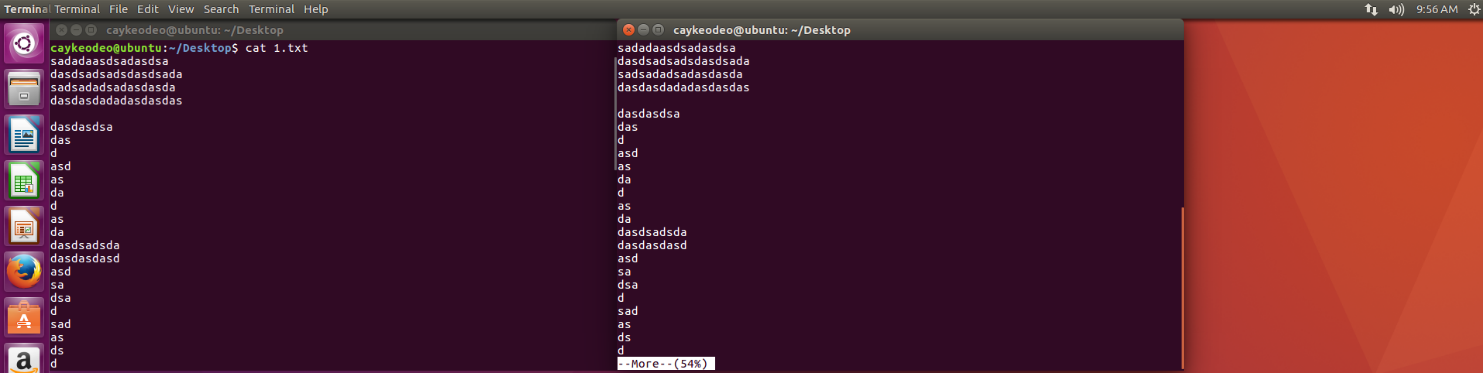 Terminal Terminal File Edit View Search Terminal Help 9:56 AM
caykeodeo@ubuntu: ~/Desktop
caykeodeo@ubuntu:~/Desktop$ cat 1.txt
sadadaasdsadasdsa
dasdsadsadsdasdsada
sadsadadsadasdasda
dasdasdadadasdasdas
dasdasdsa
das
d
asd
as
da
d
as
da
dasdsadsda
dasdasdasd
asd
sa
dsa
d
sad
as
ds
d
caykeodeo@ubuntu: ~/Desktop
sadadaasdsadasdsa
dasdsadsadsdasdsada
sadsadadsadasdasda
dasdasdadadasdasdas
dasdasdsa
das
d
asd
as
da
d
as
da
dasdsadsda
dasdasdasd
asd
sa
dsa
d
sad
as
ds
d
--More--(54%)